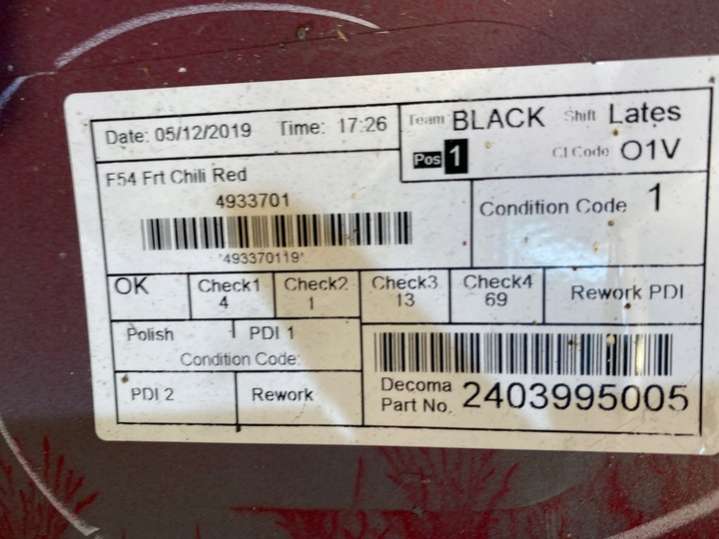 Date: 05/12/2019 Time: 17:26
Team BLACK Shift Lates
Pos 1 CI Code O1V
F54 Frt Chili Red
4933701
*493370119*
Condition Code 1
OK
Check1
4
Check2
1
Check3
13
Check4
69
Rework PDI
Polish PDI 1
Condition Code:
PDI 2
Rework
Decoma
Part No. 2403995005